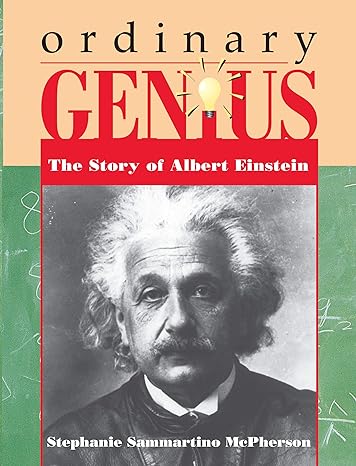 ordinary
GENIUS
The Story of Albert Einstein
Stephanie Sammartino McPherson